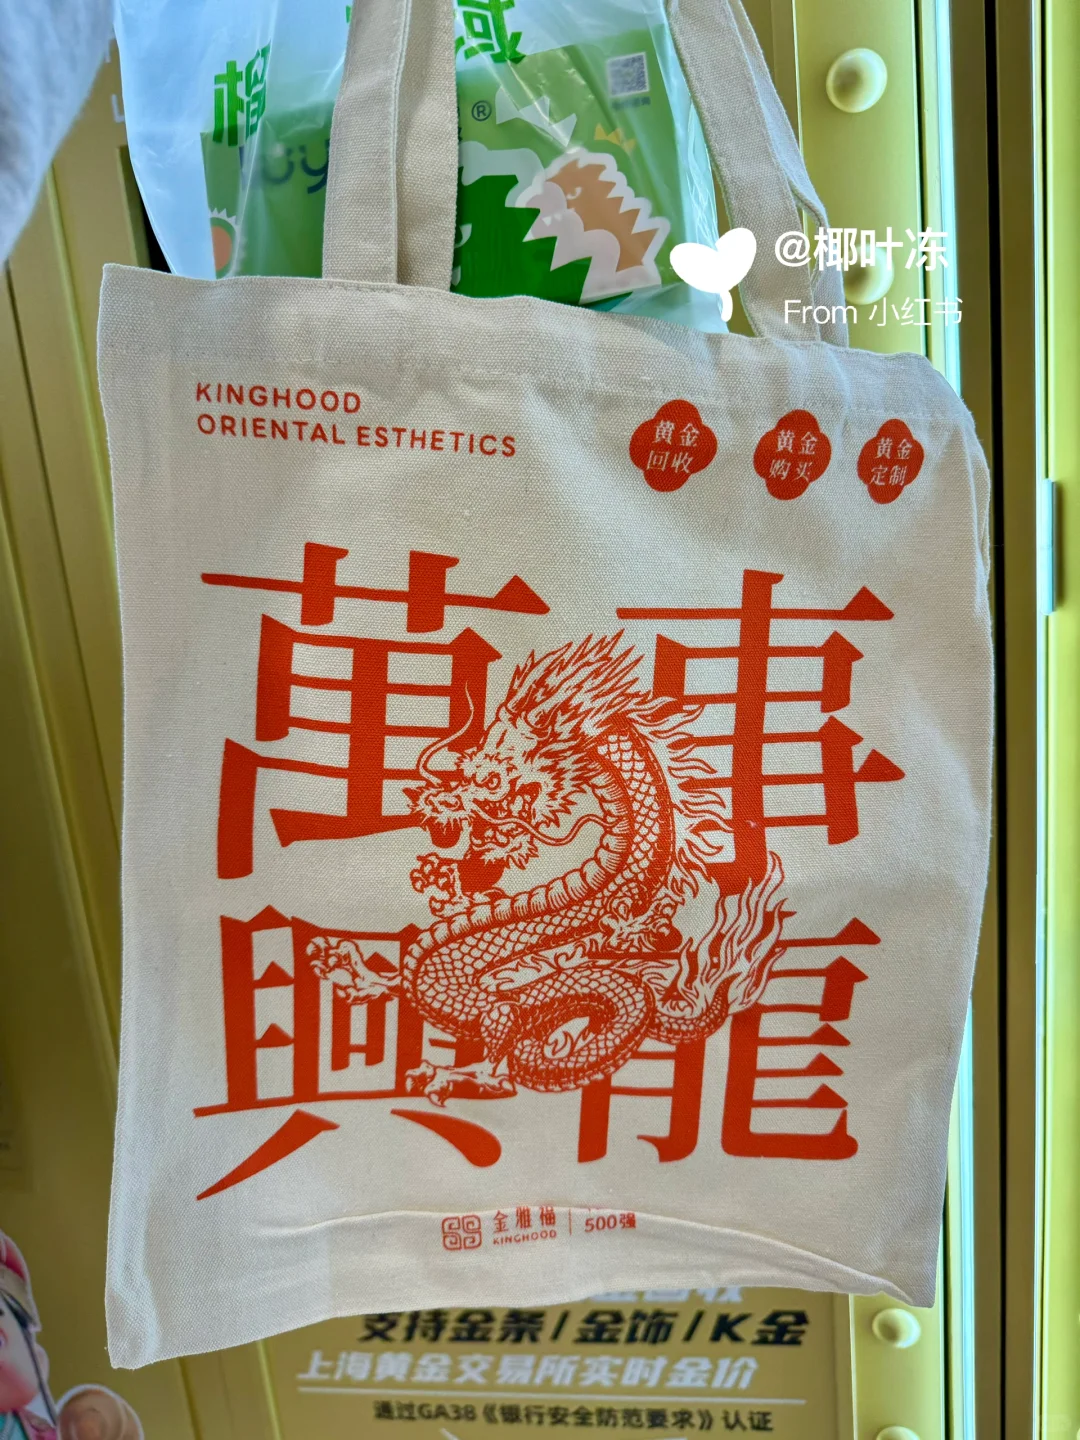 ®
@椰叶冻
From 小红书
KINGHOOD
ORIENTAL ESTHETICS
黄金
回收
黄金
购买
黄金
定制
萬事
興龍
金雅福
KINGHOOD
500强
支持金条/金饰/K金
上海黄金交易所实时金价
通过GA38《银行安全防范要求》认证